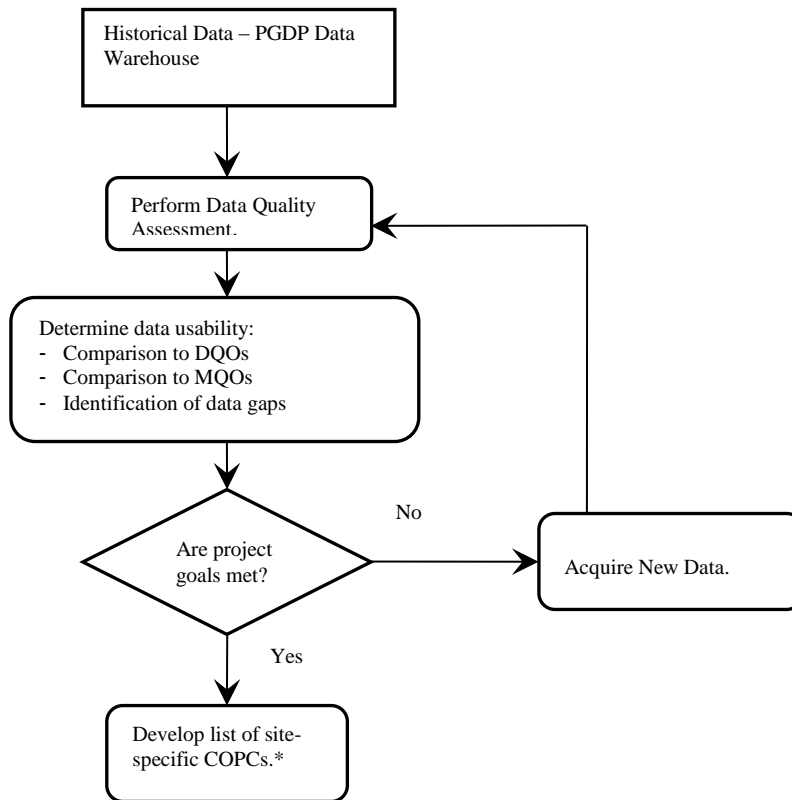 Historical Data – PGDP Data
Warehouse
Perform Data Quality
Assessment.
Determine data usability:
- Comparison to DQOs
- Comparison to MQOs
- Identification of data gaps
Are project
goals met?
No
Acquire New Data.
Yes
Develop list of site-
specific COPCs.*